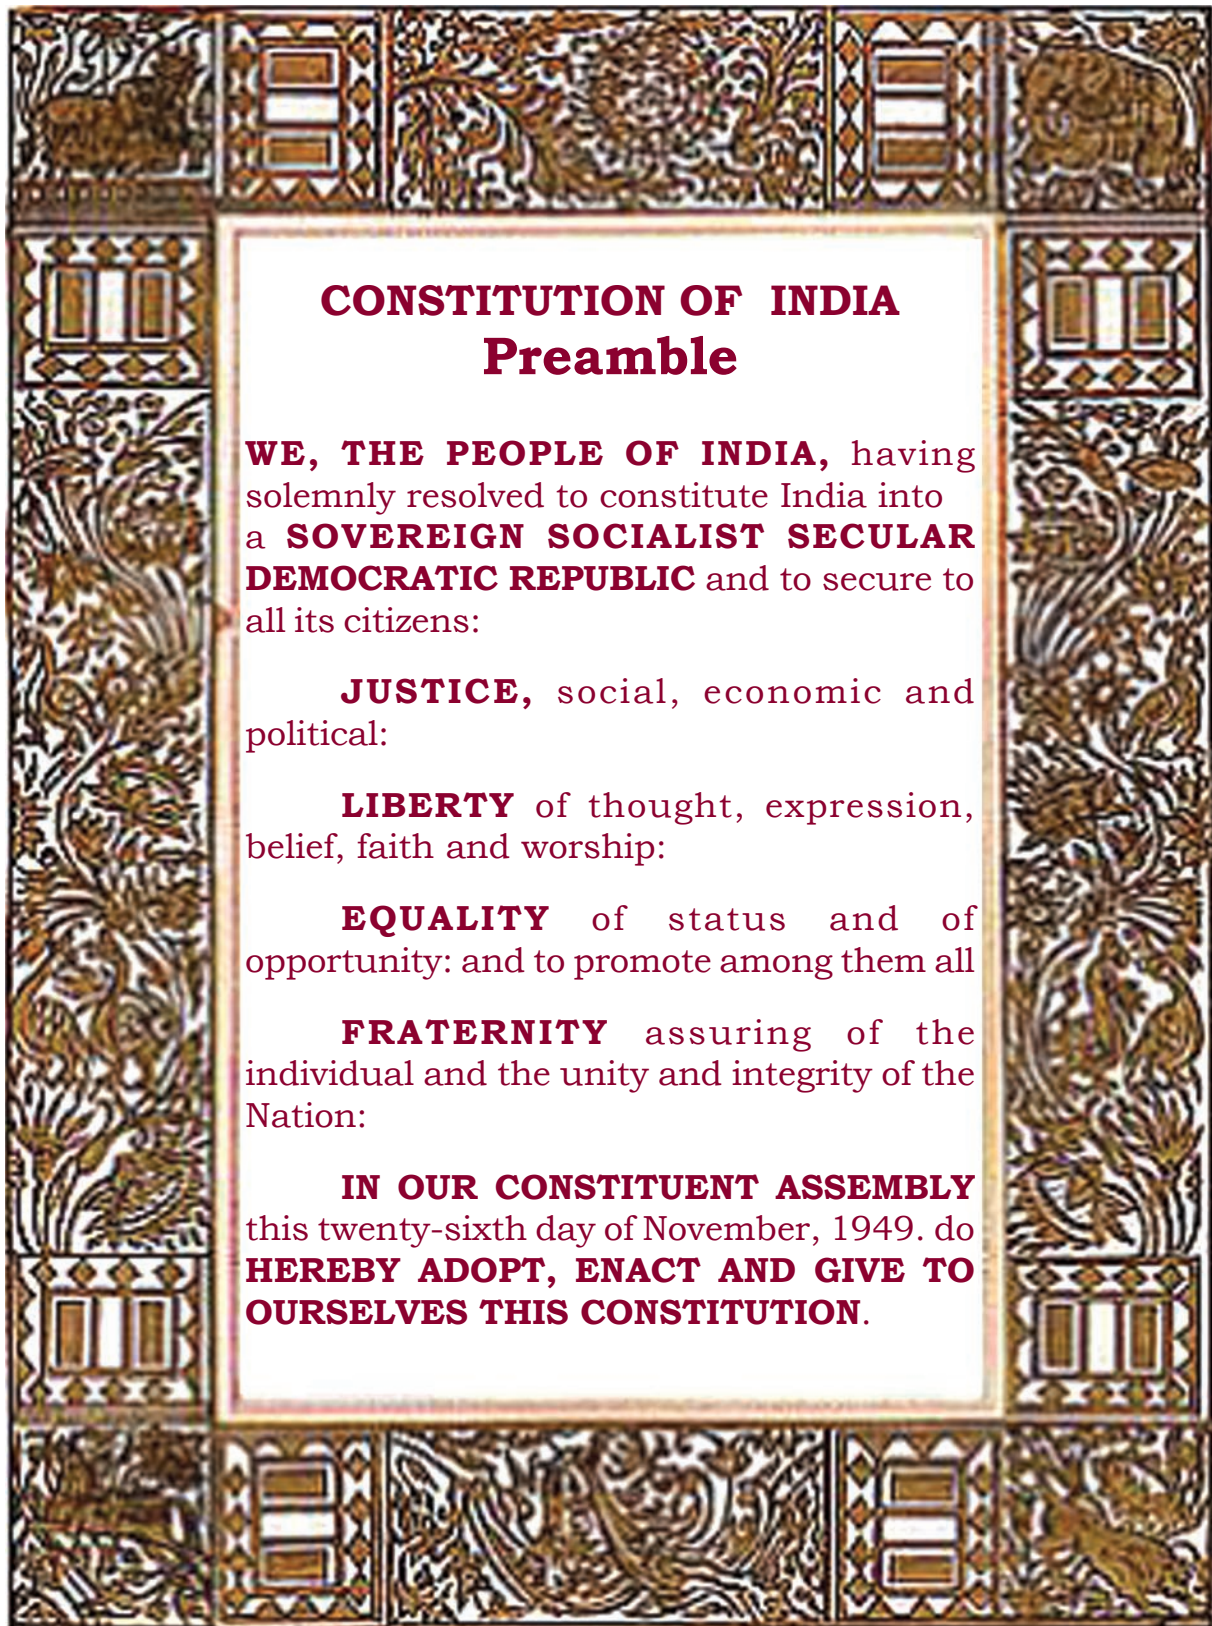 CONSTITUTION OF INDIA
Preamble
WE, THE PEOPLE OF INDIA, having
solemnly resolved to constitute India into
a SOVEREIGN SOCIALIST SECULAR
DEMOCRATIC REPUBLIC and to secure to
all its citizens:
JUSTICE, social, economic and
political:
LIBERTY of thought, expression,
belief, faith and worship:
EQUALITY of status and of
opportunity: and to promote among them all
FRATERNITY assuring of the
individual and the unity and integrity of the
Nation:
IN OUR CONSTITUENT ASSEMBLY
this twenty-sixth day of November, 1949. do
HEREBY ADOPT, ENACT AND GIVE TO
OURSELVES THIS CONSTITUTION.